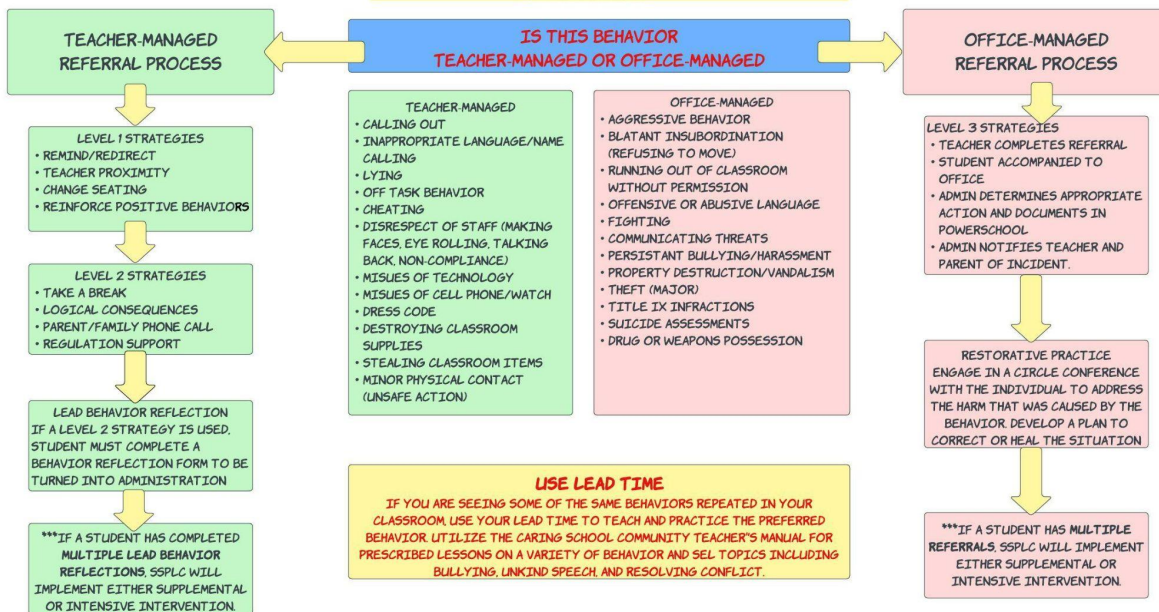 TEACHER-MANAGED
REFERRAL PROCESS
IS THIS BEHAVIOR
TEACHER-MANAGED OR OFFICE-MANAGED
OFFICE-MANAGED
REFERRAL PROCESS
LEVEL 1 STRATEGIES
• REMIND/REDIRECT
• TEACHER PROXIMITY
• CHANGE SEATING
• REINFORCE POSITIVE BEHAVIORS
LEVEL 2 STRATEGIES
• TAKE A BREAK
• LOGICAL CONSEQUENCES
• PARENT/FAMILY PHONE CALL
• REGULATION SUPPORT
LEAD BEHAVIOR REFLECTION
IF A LEVEL 2 STRATEGY IS USED,
STUDENT MUST COMPLETE A
BEHAVIOR REFLECTION FORM TO BE
TURNED INTO ADMINISTRATION
***IF A STUDENT HAS COMPLETED
MULTIPLE LEAD BEHAVIOR
REFLECTIONS, SSPLC WILL
IMPLEMENT EITHER SUPPLEMENTAL
OR INTENSIVE INTERVENTION.
TEACHER-MANAGED
• CALLING OUT
• INAPPROPRIATE LANGUAGE/NAME
CALLING
• LYING
• OFF TASK BEHAVIOR
• CHEATING
• DISRESPECT OF STAFF (MAKING
FACES, EYE ROLLING, TALKING
BACK, NON-COMPLIANCE)
• MISUES OF TECHNOLOGY
• MISUES OF CELL PHONE/WATCH
• DRESS CODE
• DESTROYING CLASSROOM
SUPPLIES
• STEALING CLASSROOM ITEMS
• MINOR PHYSICAL CONTACT
(UNSAFE ACTION)
OFFICE-MANAGED
• AGGRESSIVE BEHAVIOR
• BLATANT INSUBORDINATION
(REFUSING TO MOVE)
• RUNNING OUT OF CLASSROOM
WITHOUT PERMISSION
• OFFENSIVE OR ABUSIVE LANGUAGE
• FIGHTING
• COMMUNICATING THREATS
• PERSISTANT BULLYING/HARASSMENT
• PROPERTY DESTRUCTION/VANDALISM
• THEFT (MAJOR)
• TITLE IX INFRACTIONS
• SUICIDE ASSESSMENTS
• DRUG OR WEAPONS POSSESSION
USE LEAD TIME
IF YOU ARE SEEING SOME OF THE SAME BEHAVIORS REPEATED IN YOUR
CLASSROOM, USE YOUR LEAD TIME TO TEACH AND PRACTICE THE PREFERRED
BEHAVIOR. UTILIZE THE CARING SCHOOL COMMUNITY TEACHER"S MANUAL FOR
PRESCRIBED LESSONS ON A VARIETY OF BEHAVIOR AND SEL TOPICS INCLUDING
BULLYING, UNKIND SPEECH, AND RESOLVING CONFLICT.
LEVEL 3 STRATEGIES
• TEACHER COMPLETES REFERRAL
• STUDENT ACCOMPANIED TO
OFFICE
• ADMIN DETERMINES APPROPRIATE
ACTION AND DOCUMENTS IN
POWERSCHOOL
• ADMIN NOTIFIES TEACHER AND
PARENT OF INCIDENT.
RESTORATIVE PRACTICE
ENGAGE IN A CIRCLE CONFERENCE
WITH THE INDIVIDUAL TO ADDRESS
THE HARM THAT WAS CAUSED BY THE
BEHAVIOR. DEVELOP A PLAN TO
CORRECT OR HEAL THE SITUATION
***IF A STUDENT HAS MULTIPLE
REFERRALS, SSPLC WILL IMPLEMENT
EITHER SUPPLEMENTAL OR
INTENSIVE INTERVENTION.